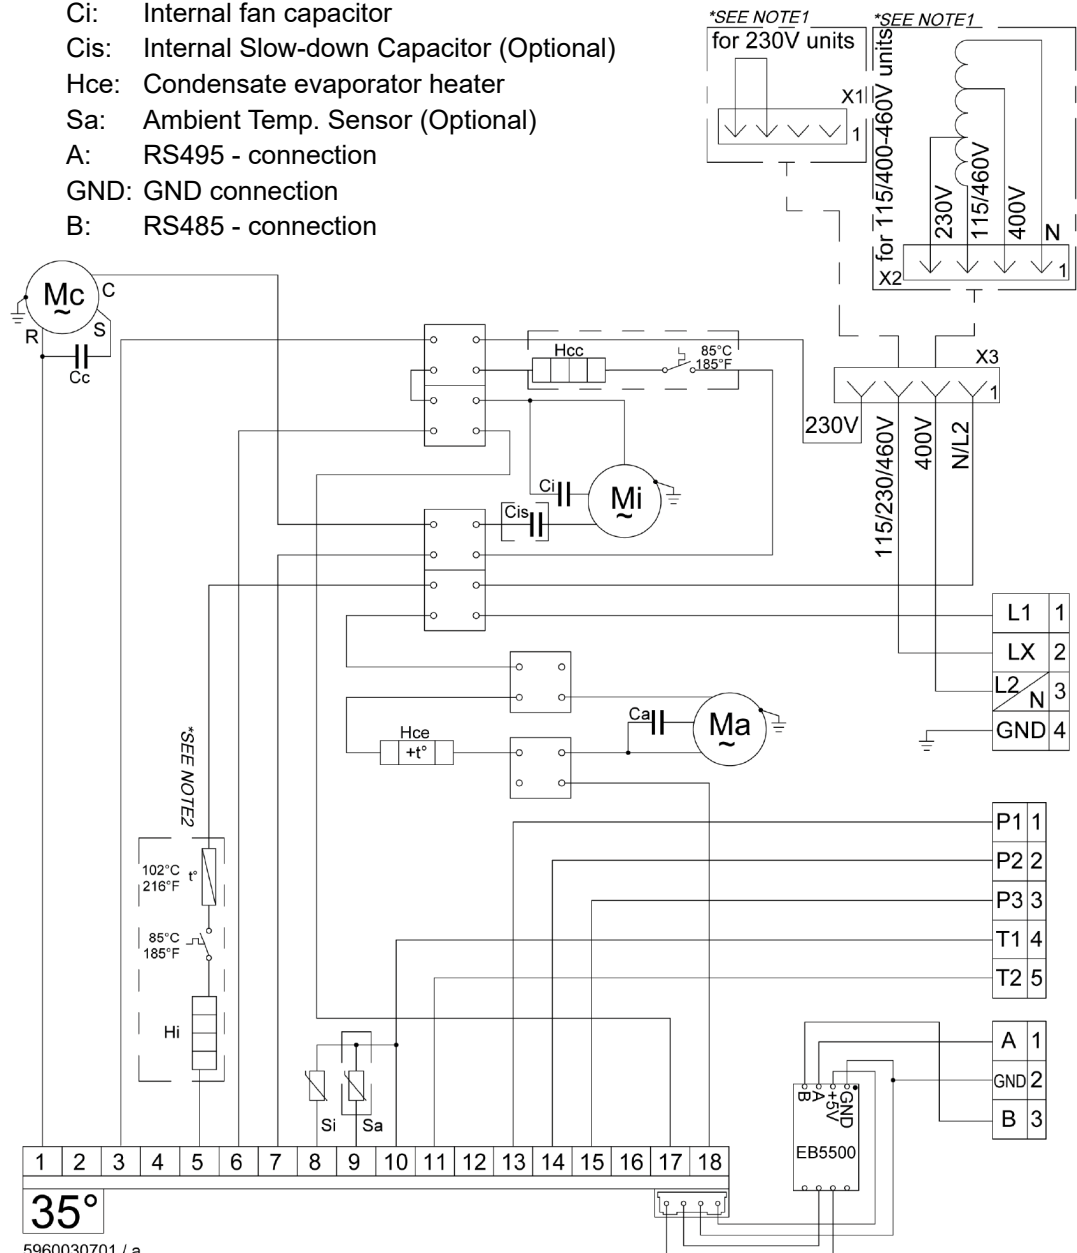 Ci: Internal fan capacitor
Cis: Internal Slow-down Capacitor (Optional)
Hce: Condensate evaporator heater
Sa: Ambient Temp. Sensor (Optional)
A: RS495 - connection
GND: GND connection
B: RS485 - connection
*SEE NOTE1
for 230V units
X1
1
*SEE NOTE1
for 115/400-460V units
230V
115/460V
400V
N
X2
1
Mc
~
C
R
S
Cc
Hcc
85°C
185°F
X3
1
230V
115/230/460V
400V
N/L2
Ci
Cis
Mi
~
L1 1
LX 2
L2/N 3
GND 4
Hce
+t°
Ca
Ma
~
*SEE NOTE2
102°C
216°F
t°
85°C
185°F
Hi
P1 1
P2 2
P3 3
T1 4
T2 5
A 1
GND 2
B 3
Si
Sa
B
A
+5V
GND
EB5500
1 2 3 4 5 6 7 8 9 10 11 12 13 14 15 16 17 18
35°
5960030701 / a